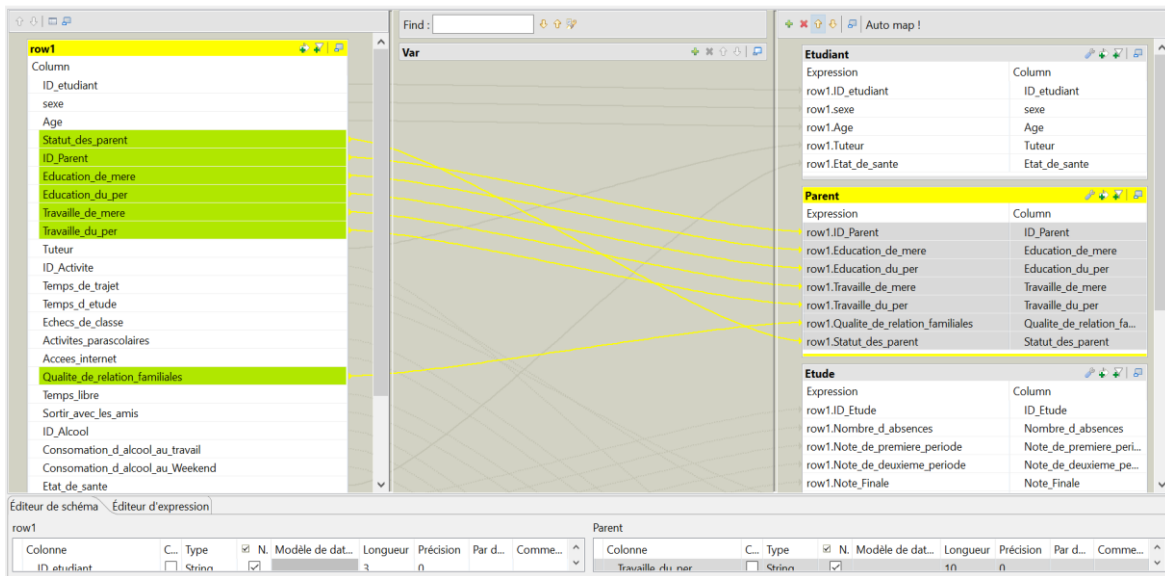 Find :
Auto map !
row1
Column
ID_etudiant
sexe
Age
Statut_des_parent
ID_Parent
Education_de_mere
Education_du_per
Travaille_de_mere
Travaille_du_per
Tuteur
ID_Activite
Temps_de_trajet
Temps_d_etude
Echecs_de_classe
Activites_parascolaires
Accees_internet
Qualite_de_relation_familiales
Temps_libre
Sortir_avec_les_amis
ID_Alcool
Consomation_d_alcool_au_travail
Consomation_d_alcool_au_Weekend
Etat_de_sante
Var
Etudiant
Expression Column
row1.ID_etudiant ID_etudiant
row1.sexe sexe
row1.Age Age
row1.Tuteur Tuteur
row1.Etat_de_sante Etat_de_sante
Parent
Expression Column
row1.ID_Parent ID_Parent
row1.Education_de_mere Education_de_mere
row1.Education_du_per Education_du_per
row1.Travaille_de_mere Travaille_de_mere
row1.Travaille_du_per Travaille_du_per
row1.Qualite_de_relation_familiales Qualite_de_relation_fa...
row1.Statut_des_parent Statut_des_parent
Etude
Expression Column
row1.ID_Etude ID_Etude
row1.Nombre_d_absences Nombre_d_absences
row1.Note_de_premiere_periode Note_de_premiere_peri...
row1.Note_de_deuxieme_periode Note_de_deuxieme_pe...
row1.Note_Finale Note_Finale
Éditeur de schéma Éditeur d'expression
row1
Colonne C... Type N. Modèle de dat... Longueur Précision Par d... Comme...
ID_etudiant String 3 0
Parent
Colonne C... Type N. Modèle de dat... Longueur Précision Par d... Comme...
Travaille_du_per String 10 0